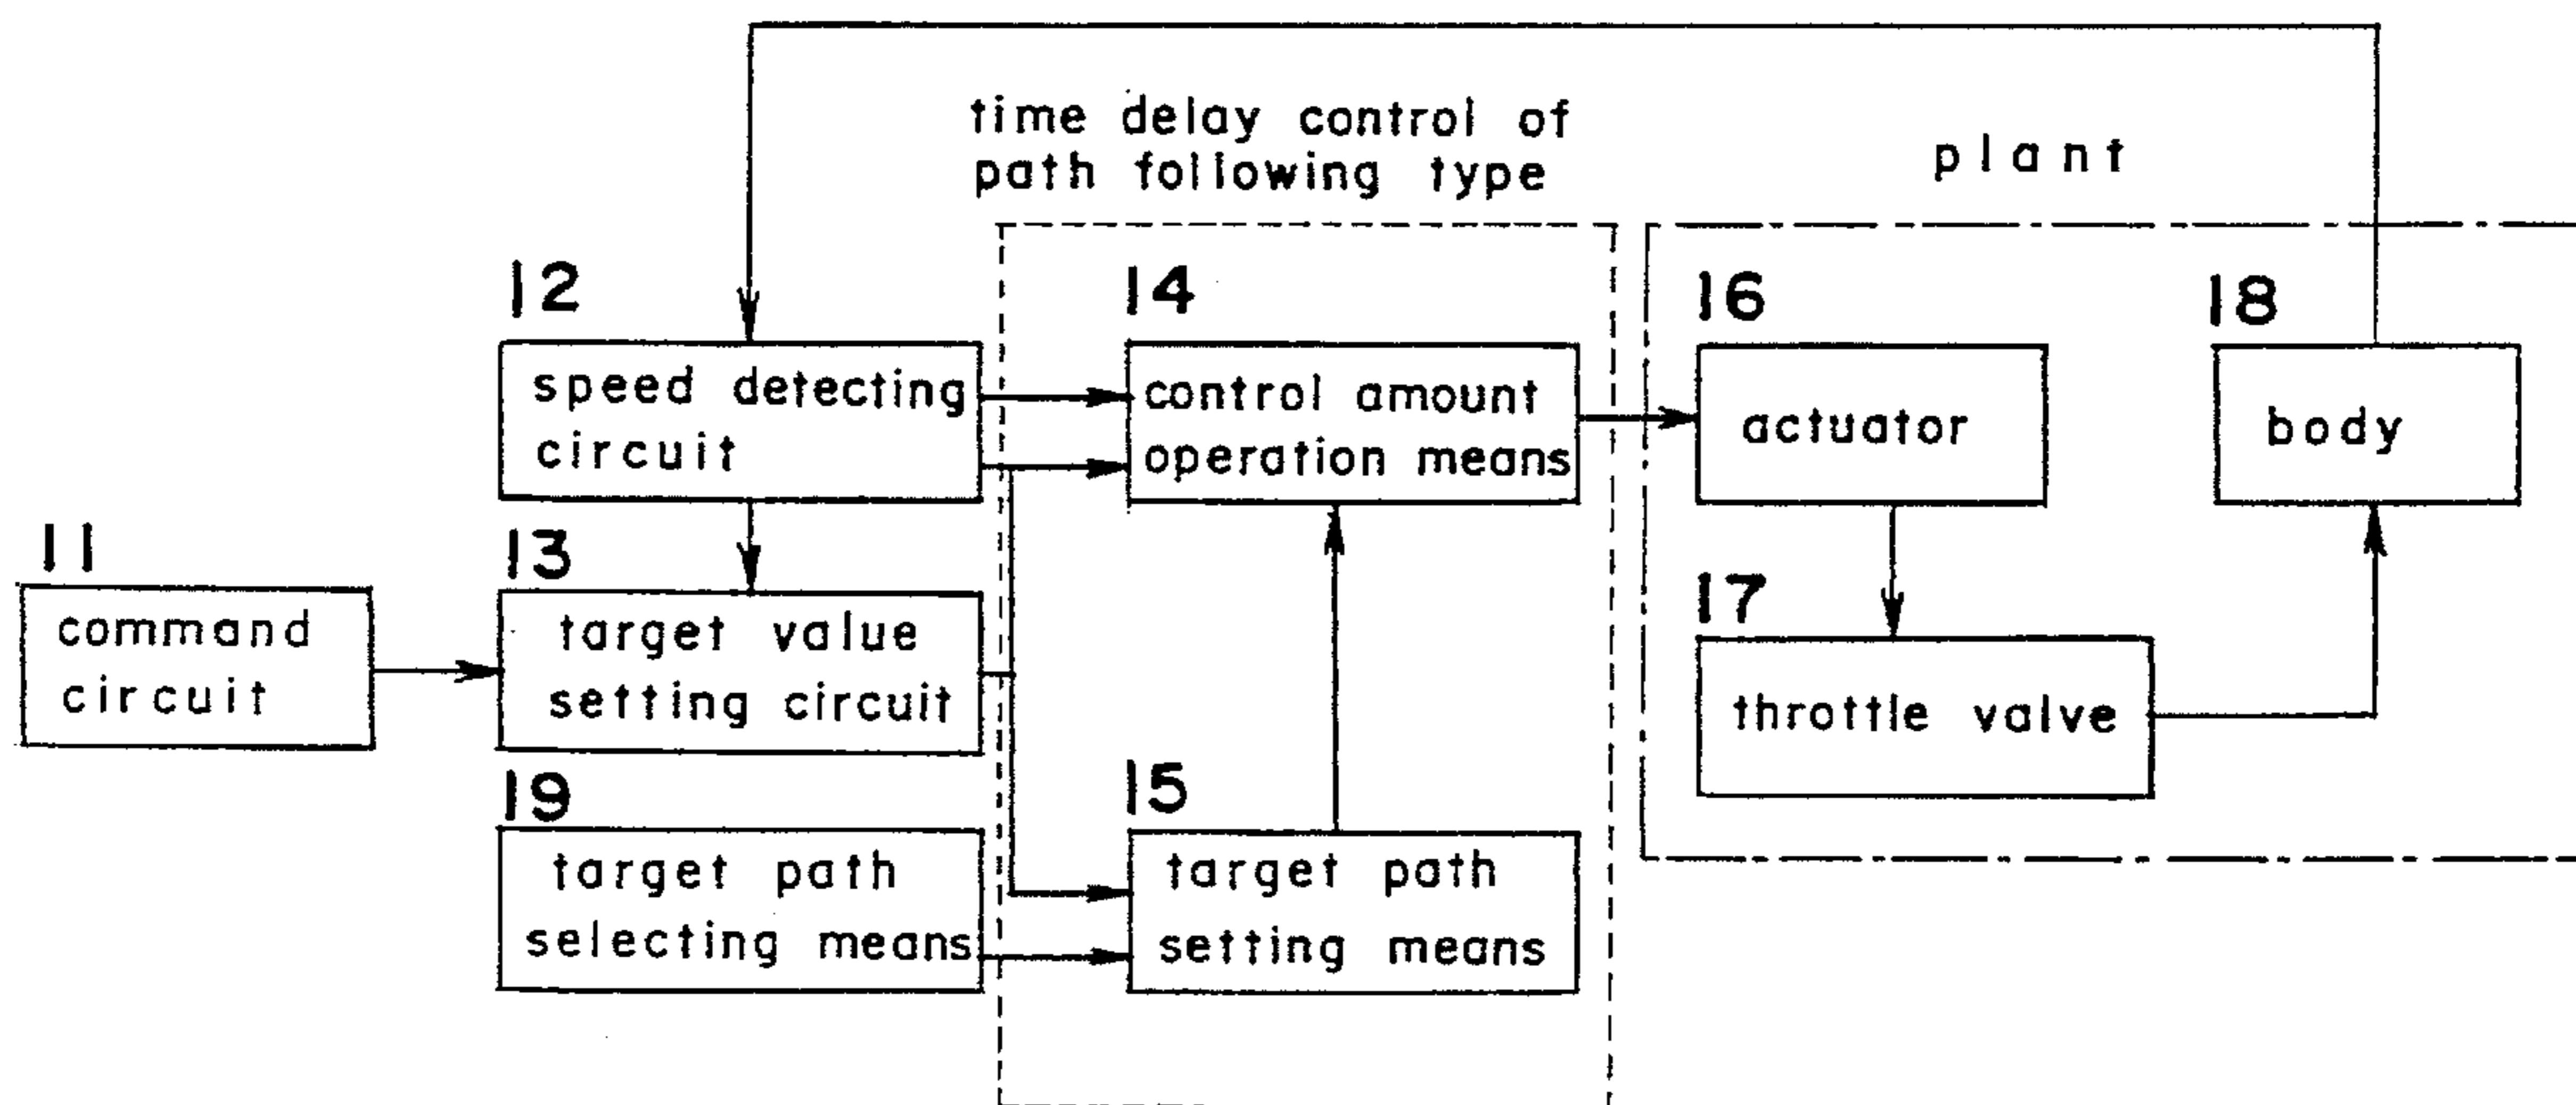 time delay control of
path following type
plant
12
speed detecting
circuit
14
control amount
operation means
16
actuator
18
body
11
command
circuit
13
target value
setting circuit
17
throttle valve
19
target path
selecting means
15
target path
setting means